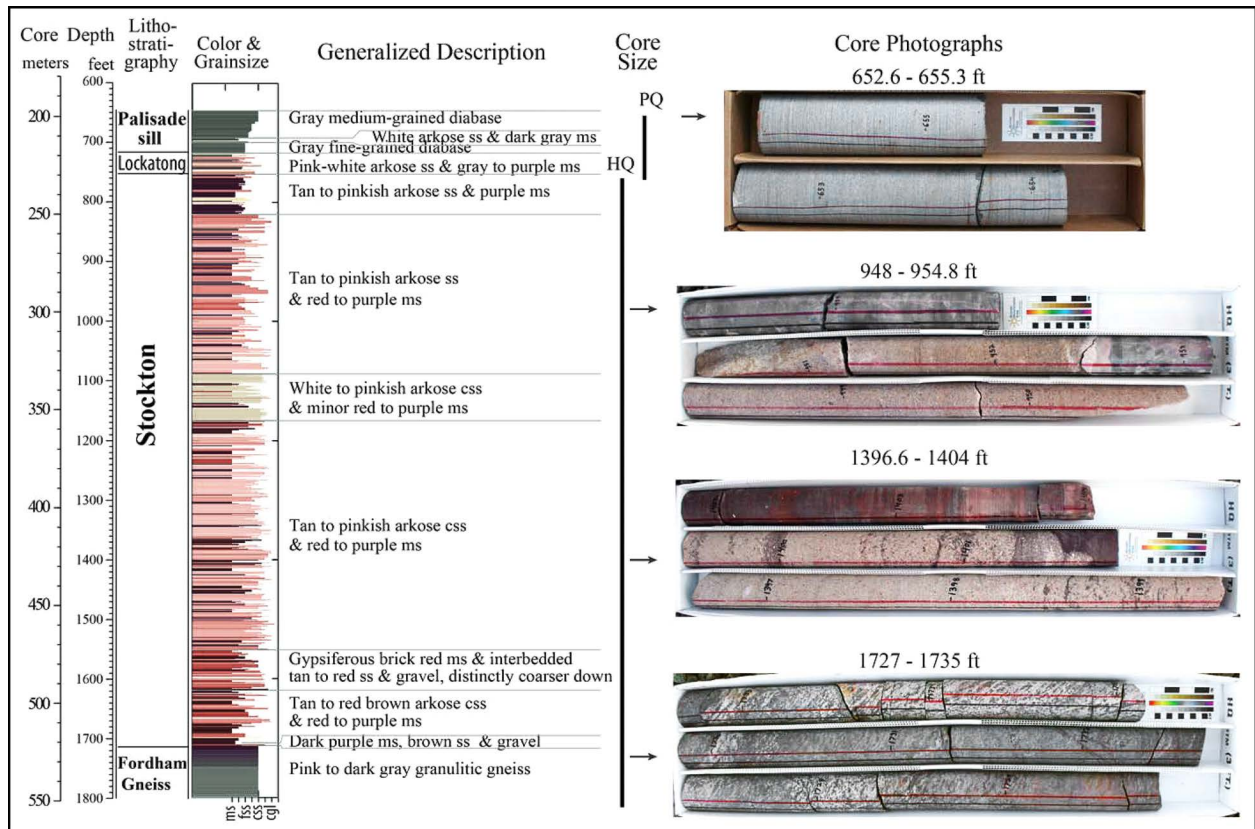 Core
meters
Depth
feet
Litho-
strati-
graphy
Color &
Grainsize
Generalized Description
Core
Size
Core Photographs
200
250
300
350
400
450
500
550
600
700
800
900
1000
1100
1200
1300
1400
1500
1600
1700
1800
Palisade
sill
Lockatong
Stockton
Fordham
Gneiss
ms
fss
css
cgl
Gray medium-grained diabase
White arkose ss & dark gray ms
Gray fine-grained diabase
Pink-white arkose ss & gray to purple ms
Tan to pinkish arkose ss & purple ms
Tan to pinkish arkose ss
& red to purple ms
White to pinkish arkose css
& minor red to purple ms
Tan to pinkish arkose css
& red to purple ms
Gypsiferous brick red ms & interbedded
tan to red ss & gravel, distinctly coarser down
Tan to red brown arkose css
& red to purple ms
Dark purple ms, brown ss & gravel
Pink to dark gray granulitic gneiss
PQ
HQ
652.6 - 655.3 ft
-655
-653
-654
948 - 954.8 ft
HQ
1396.6 - 1404 ft
-1398
HQ
1727 - 1735 ft
HQ